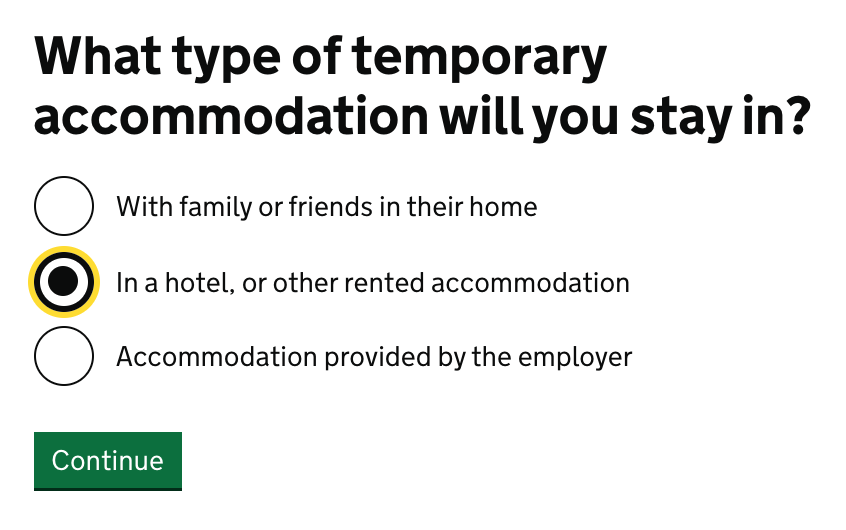 What type of temporary
accommodation will you stay in?
With family or friends in their home
In a hotel, or other rented accommodation
Accommodation provided by the employer
Continue